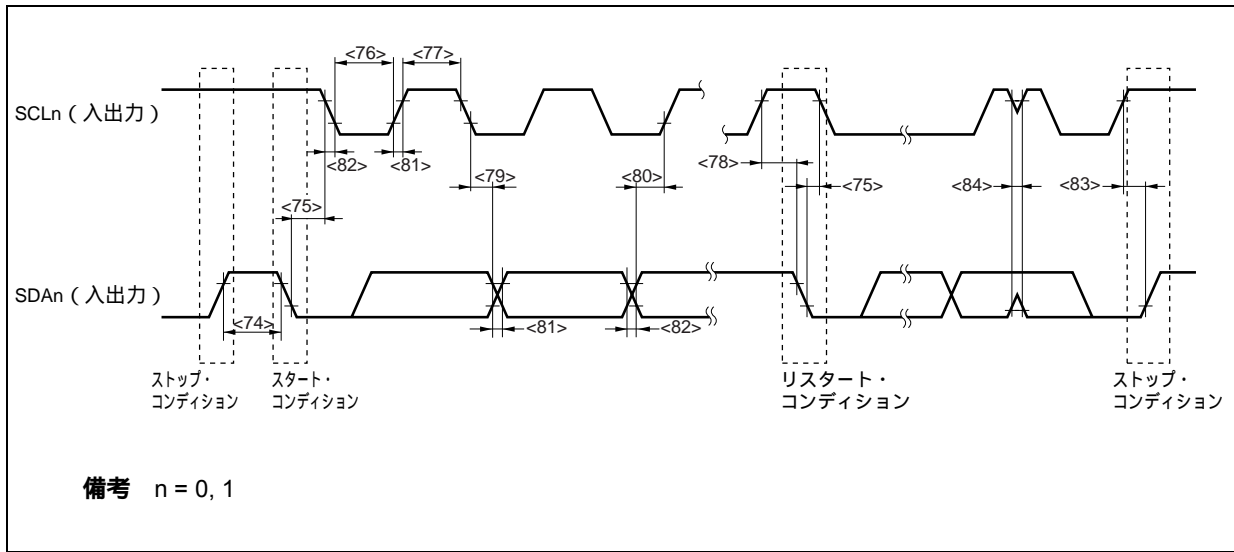 <76>
<77>
SCLn（入出力）
<82>
<81>
<79>
<80>
<78>
<75>
<84>
<83>
<75>
SDAn（入出力）
<74>
<81>
<82>
ストップ・
コンディション
スタート・
コンディション
リスタート・
コンディション
ストップ・
コンディション
備考 n = 0, 1